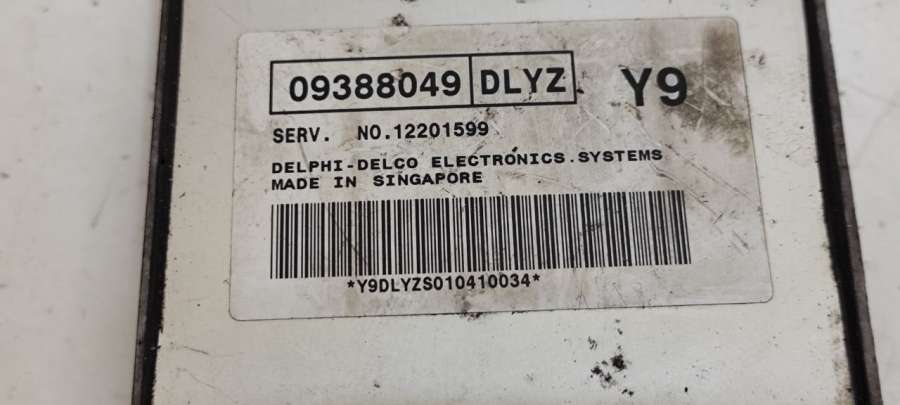 09388049 DLYZ Y9
SERV. NO.12201599
DELPHI-DELCO ELECTRONICS.SYSTEMS
MADE IN SINGAPORE
*Y9DLYZS010410034*